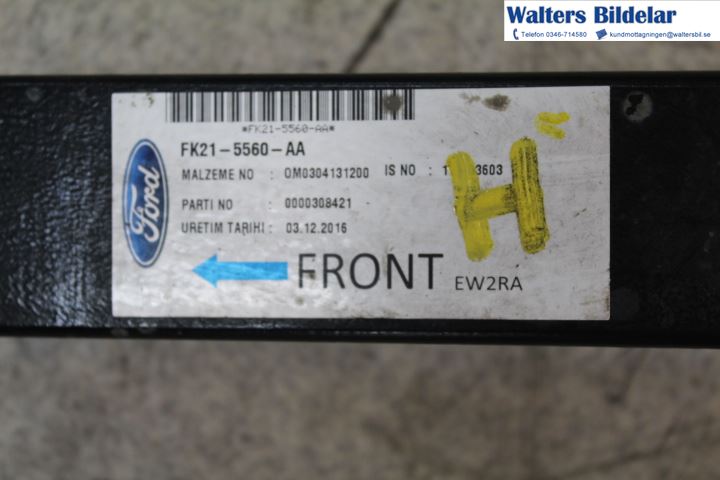 Walters Bildelar
Telefon 0346-714580 kundmottagningen@waltersbil.se
*FK21-5560-AA*
FK21-5560-AA
MALZEME NO : OM0304131200 IS NO :
PARTI NO : 0000308421
URETIM TARIHI : 03.12.2016
Ford
H
FRONT EW2RA